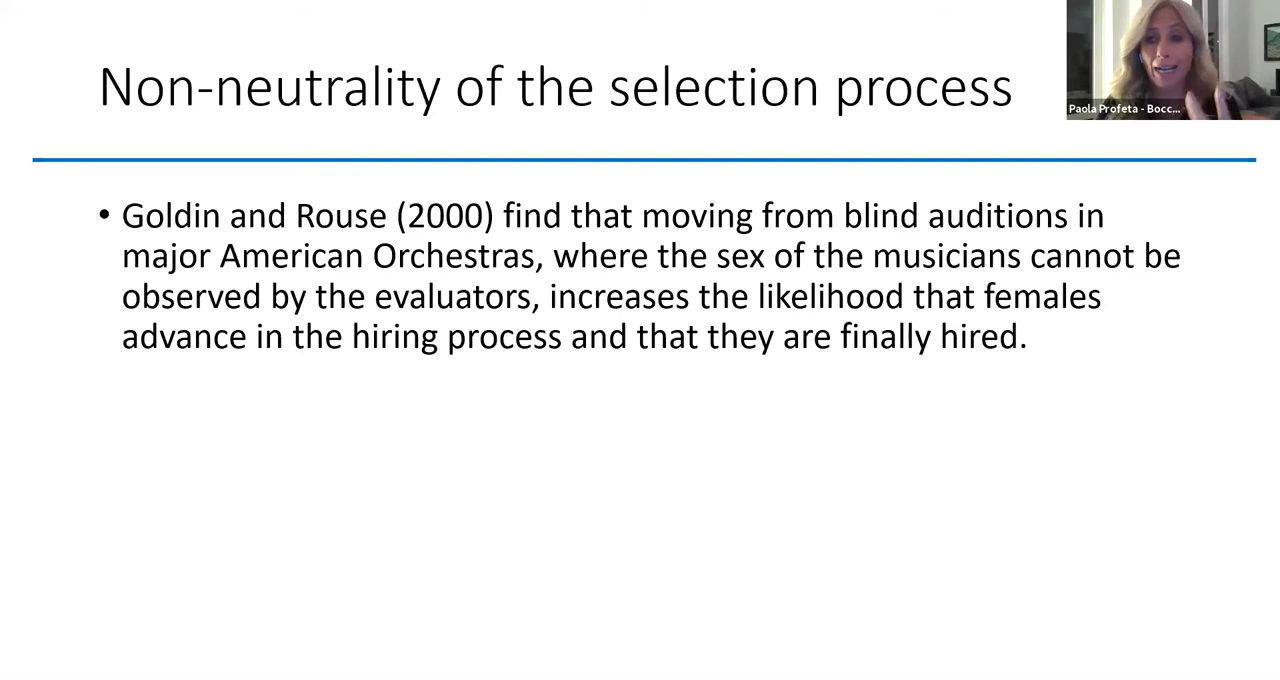 Non-neutrality of the selection process
Paola Profeta - Bocc...
• Goldin and Rouse (2000) find that moving from blind auditions in
major American Orchestras, where the sex of the musicians cannot be
observed by the evaluators, increases the likelihood that females
advance in the hiring process and that they are finally hired.